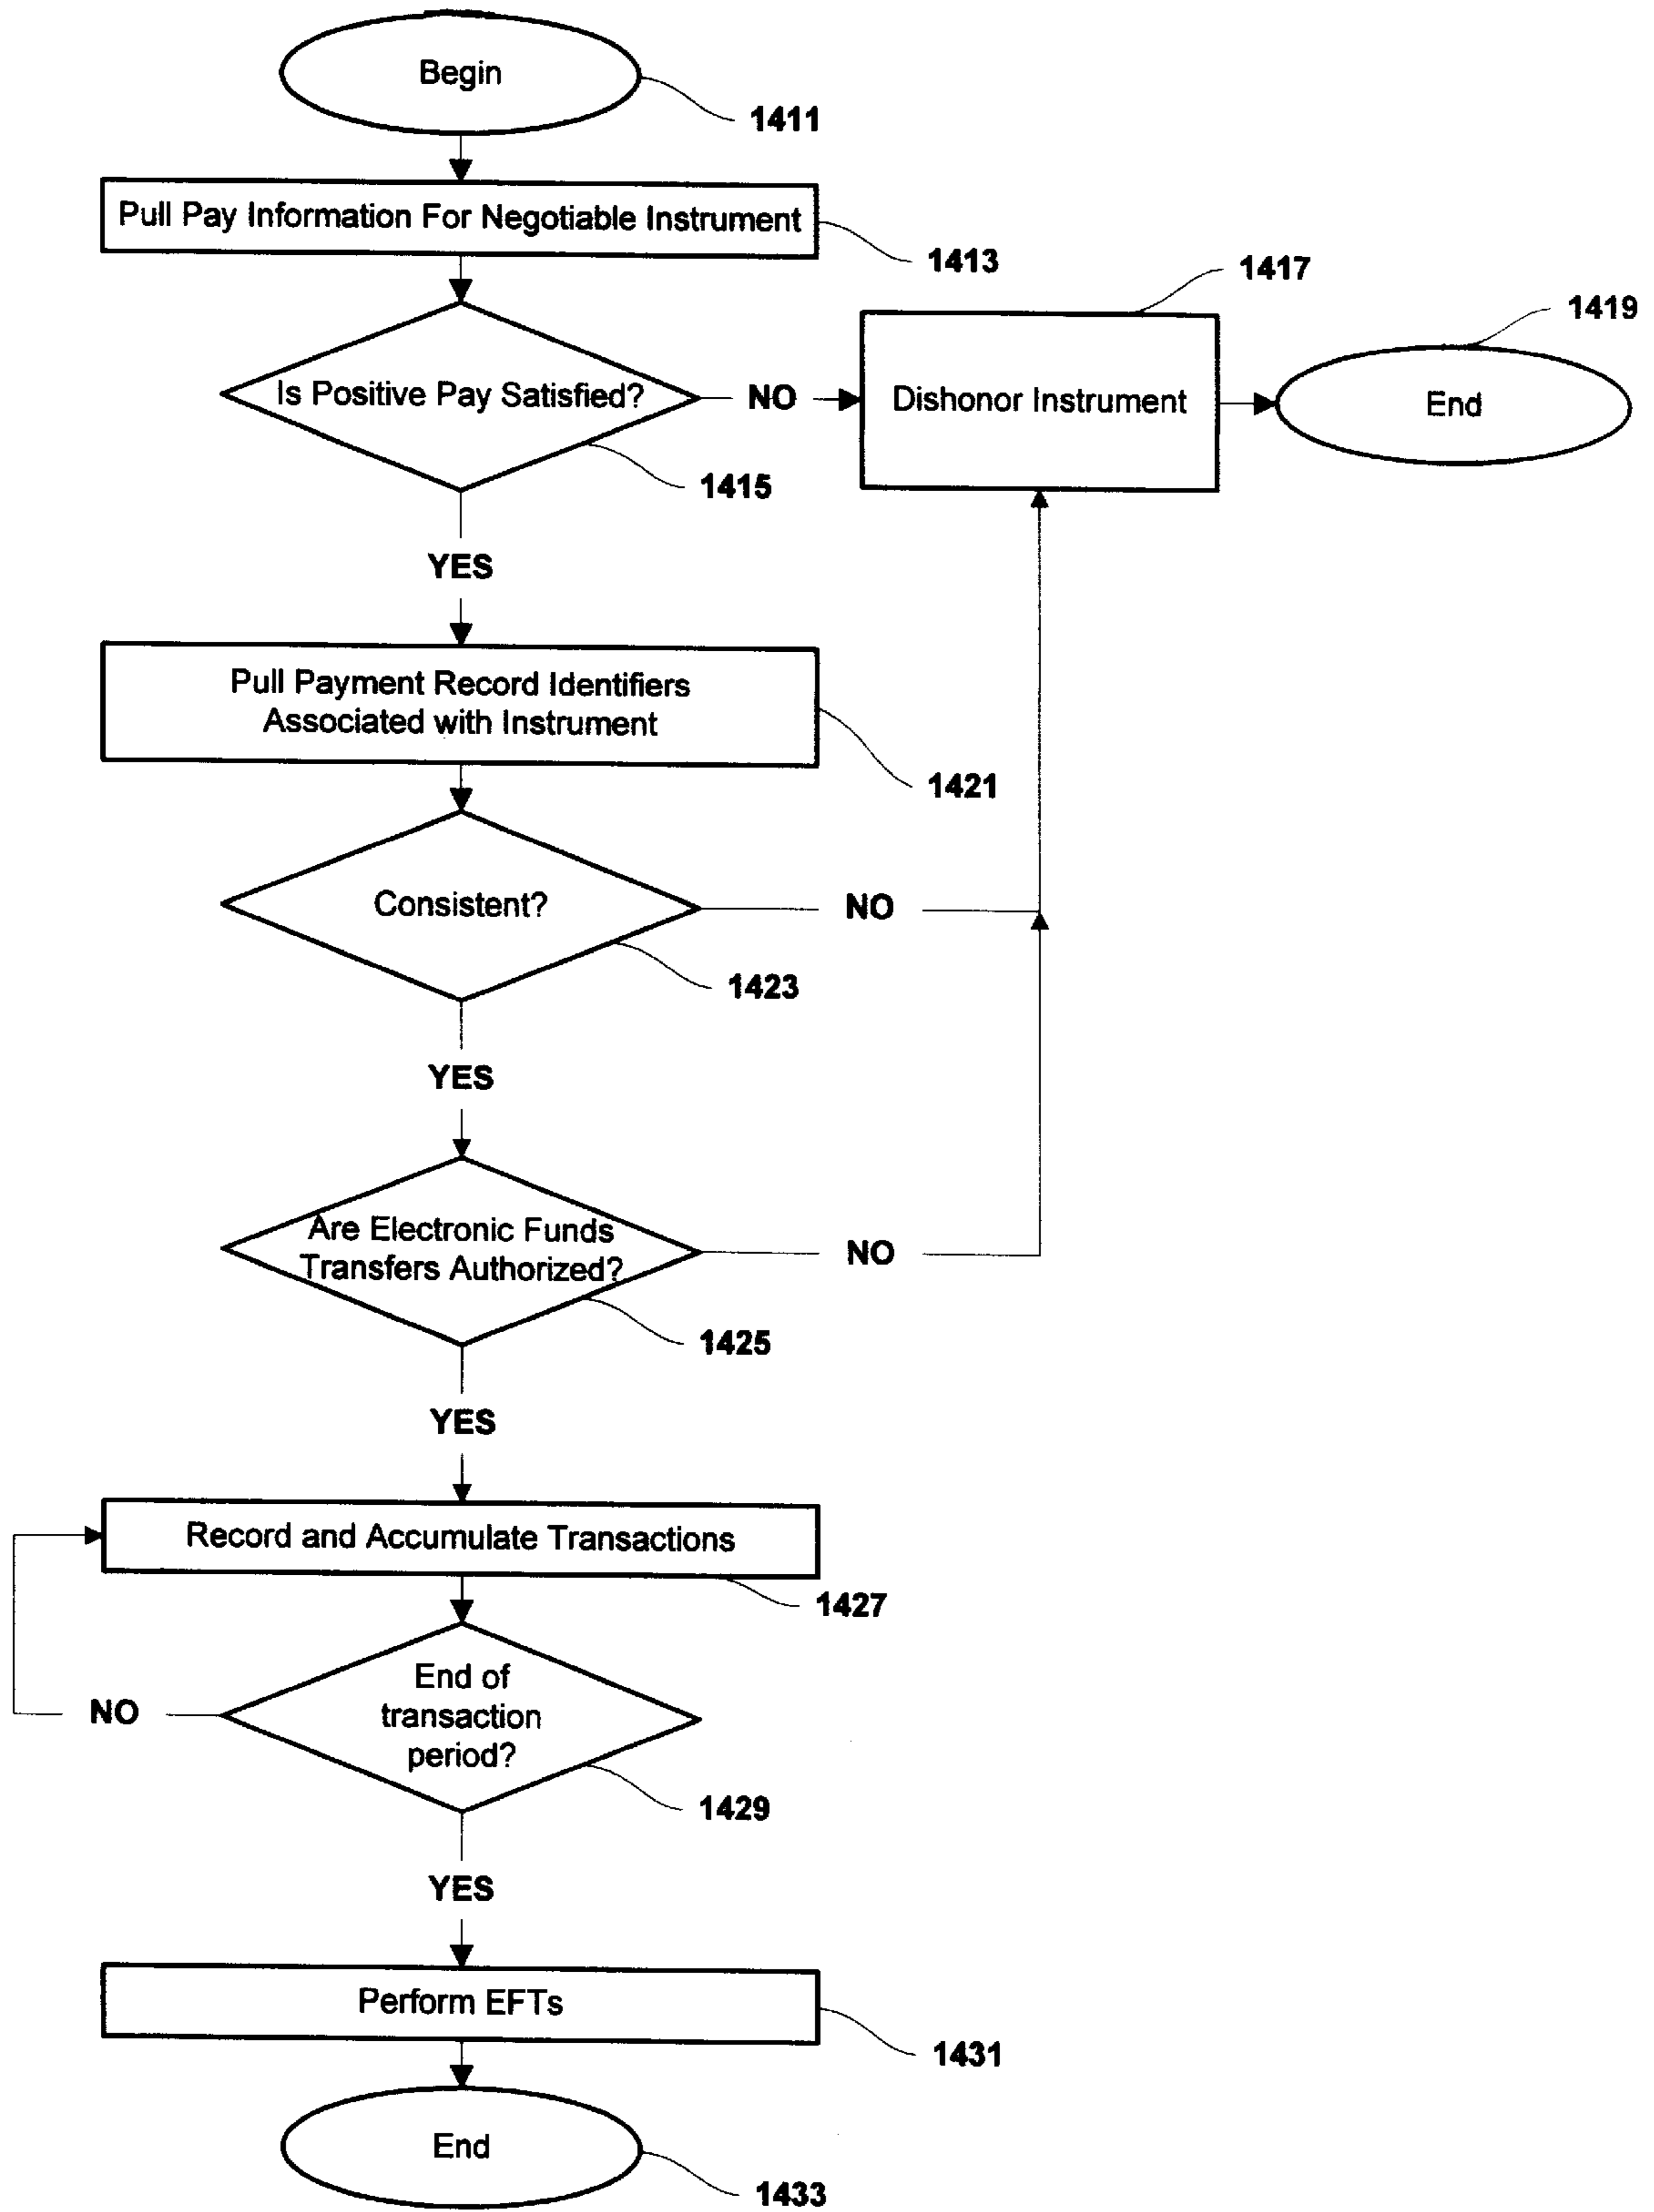 Begin
1411
Pull Pay Information For Negotiable Instrument
1413
1417
1419
Is Positive Pay Satisfied?
NO
Dishonor Instrument
End
1415
YES
Pull Payment Record Identifiers
Associated with Instrument
1421
Consistent?
NO
1423
YES
Are Electronic Funds
Transfers Authorized?
NO
1425
YES
Record and Accumulate Transactions
1427
End of
transaction
period?
NO
1429
YES
Perform EFTs
1431
End
1433